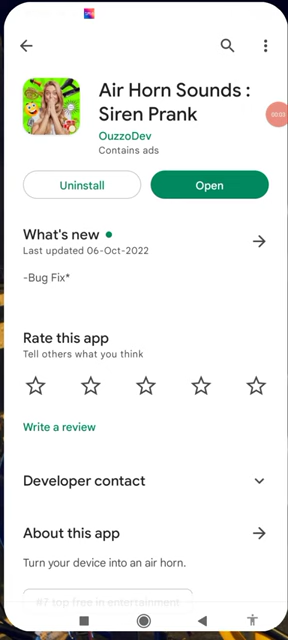 Air Horn Sounds :
Siren Prank
OuzzoDev
Contains ads
00:03
Uninstall
Open
What's new
Last updated 06-Oct-2022
-Bug Fix*
Rate this app
Tell others what you think
Write a review
Developer contact
About this app
Turn your device into an air horn.
#7 top free in entertainment